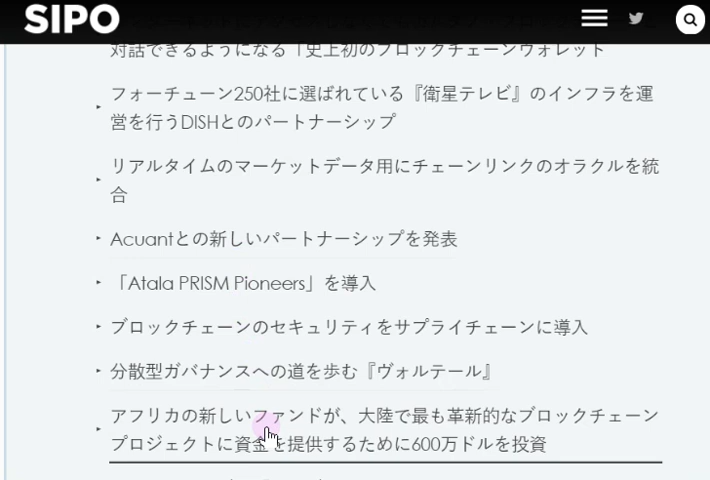 SIPO
対話できるようになる「史上初のブロックチェーンウォレット
フォーチューン250社に選ばれている『衛星テレビ』のインフラを運
営を行うDISHとのパートナーシップ
リアルタイムのマーケットデータ用にチェーンリンクのオラクルを統
合
Acuantとの新しいパートナーシップを発表
「Atala PRISM Pioneers」を導入
ブロックチェーンのセキュリティをサプライチェーンに導入
分散型ガバナンスへの道を歩む『ヴォルテール』
アフリカの新しいファンドが、大陸で最も革新的なブロックチェーン
プロジェクトに資金を提供するために600万ドルを投資